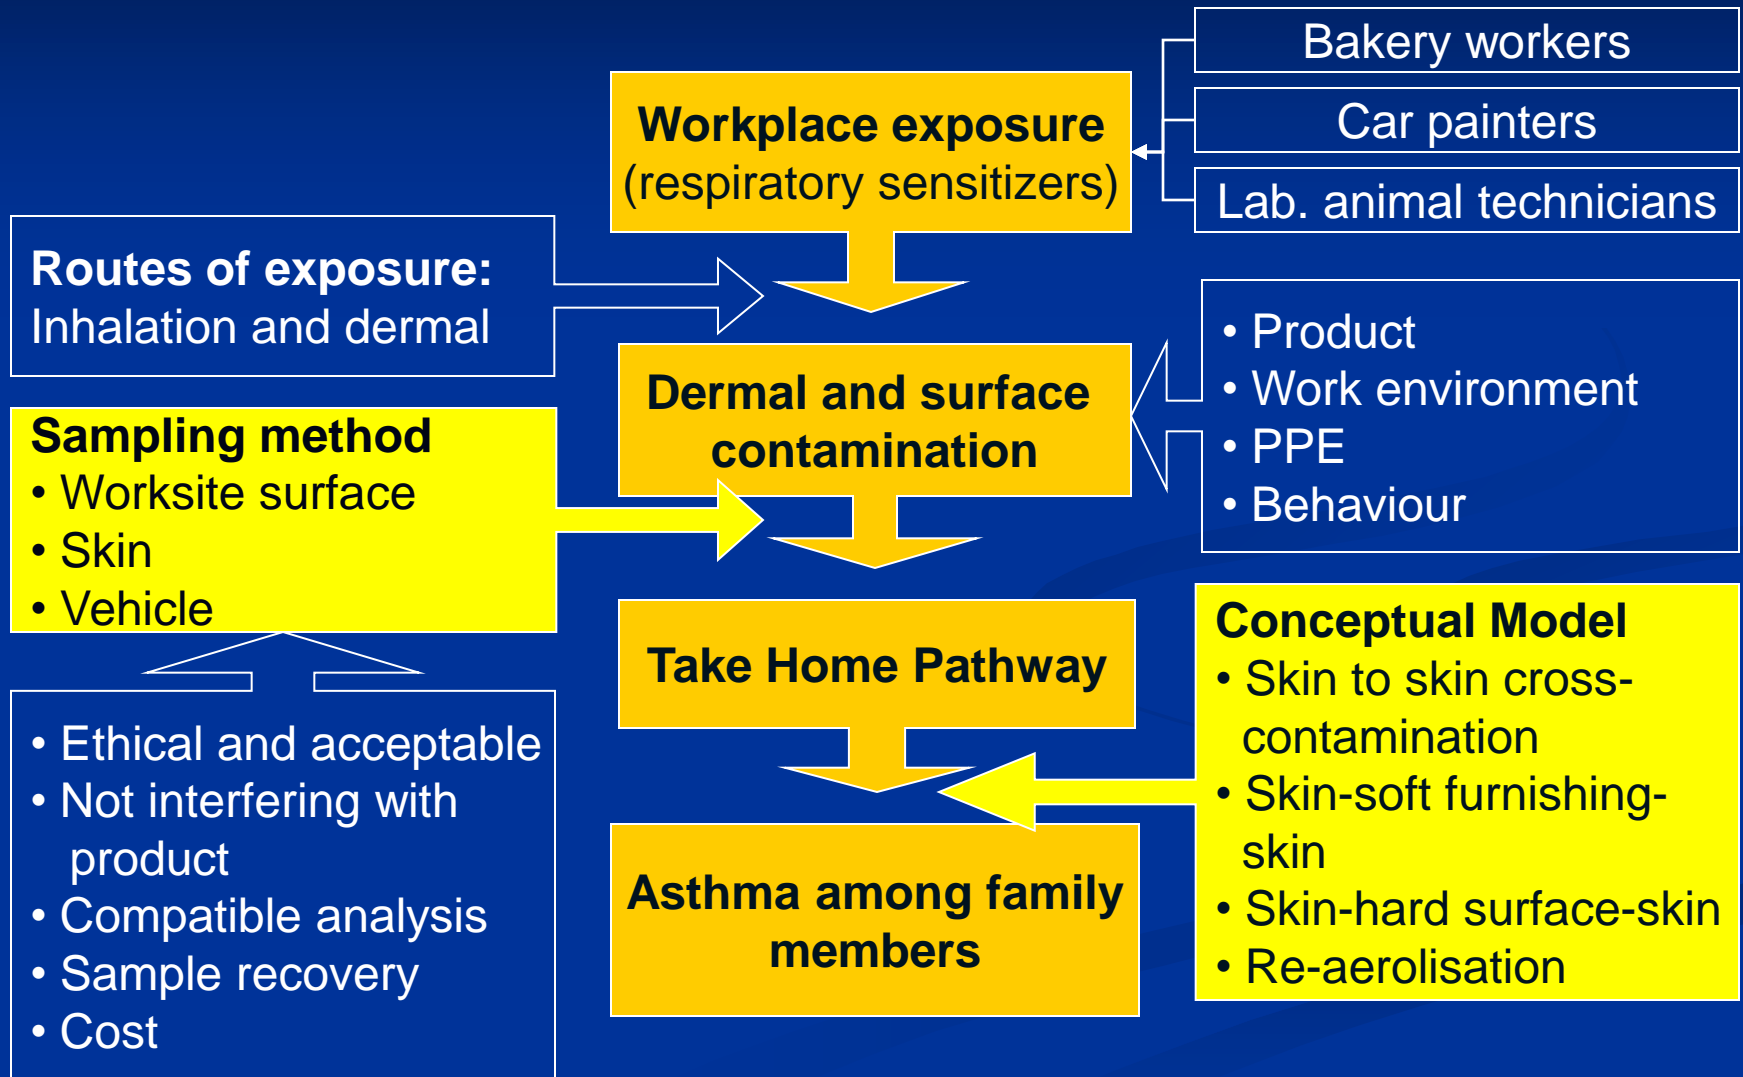 Bakery workers
Car painters
Lab. animal technicians
Workplace exposure
(respiratory sensitizers)
Routes of exposure:
Inhalation and dermal
• Product
• Work environment
• PPE
• Behaviour
Dermal and surface
contamination
Sampling method
• Worksite surface
• Skin
• Vehicle
Take Home Pathway
Conceptual Model
• Skin to skin cross-
contamination
• Skin-soft furnishing-
skin
• Skin-hard surface-skin
• Re-aerolisation
• Ethical and acceptable
• Not interfering with
product
• Compatible analysis
• Sample recovery
• Cost
Asthma among family
members